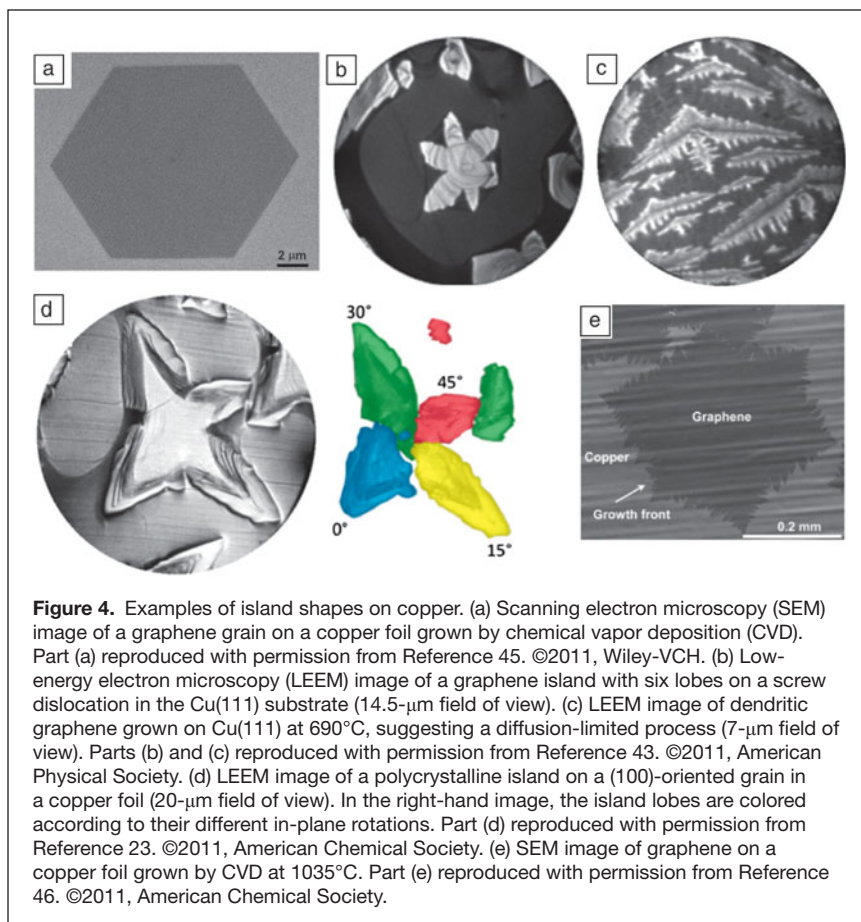 a
b
c
2 μm
d
30°
45°
0°
15°
e
Graphene
Copper
Growth front
0.2 mm
Figure 4. Examples of island shapes on copper. (a) Scanning electron microscopy (SEM)
image of a graphene grain on a copper foil grown by chemical vapor deposition (CVD).
Part (a) reproduced with permission from Reference 45. ©2011, Wiley-VCH. (b) Low-
energy electron microscopy (LEEM) image of a graphene island with six lobes on a screw
dislocation in the Cu(111) substrate (14.5-μm field of view). (c) LEEM image of dendritic
graphene grown on Cu(111) at 690°C, suggesting a diffusion-limited process (7-μm field of
view). Parts (b) and (c) reproduced with permission from Reference 43. ©2011, American
Physical Society. (d) LEEM image of a polycrystalline island on a (100)-oriented grain in
a copper foil (20-μm field of view). In the right-hand image, the island lobes are colored
according to their different in-plane rotations. Part (d) reproduced with permission from
Reference 23. ©2011, American Chemical Society. (e) SEM image of graphene on a
copper foil grown by CVD at 1035°C. Part (e) reproduced with permission from Reference
46. ©2011, American Chemical Society.